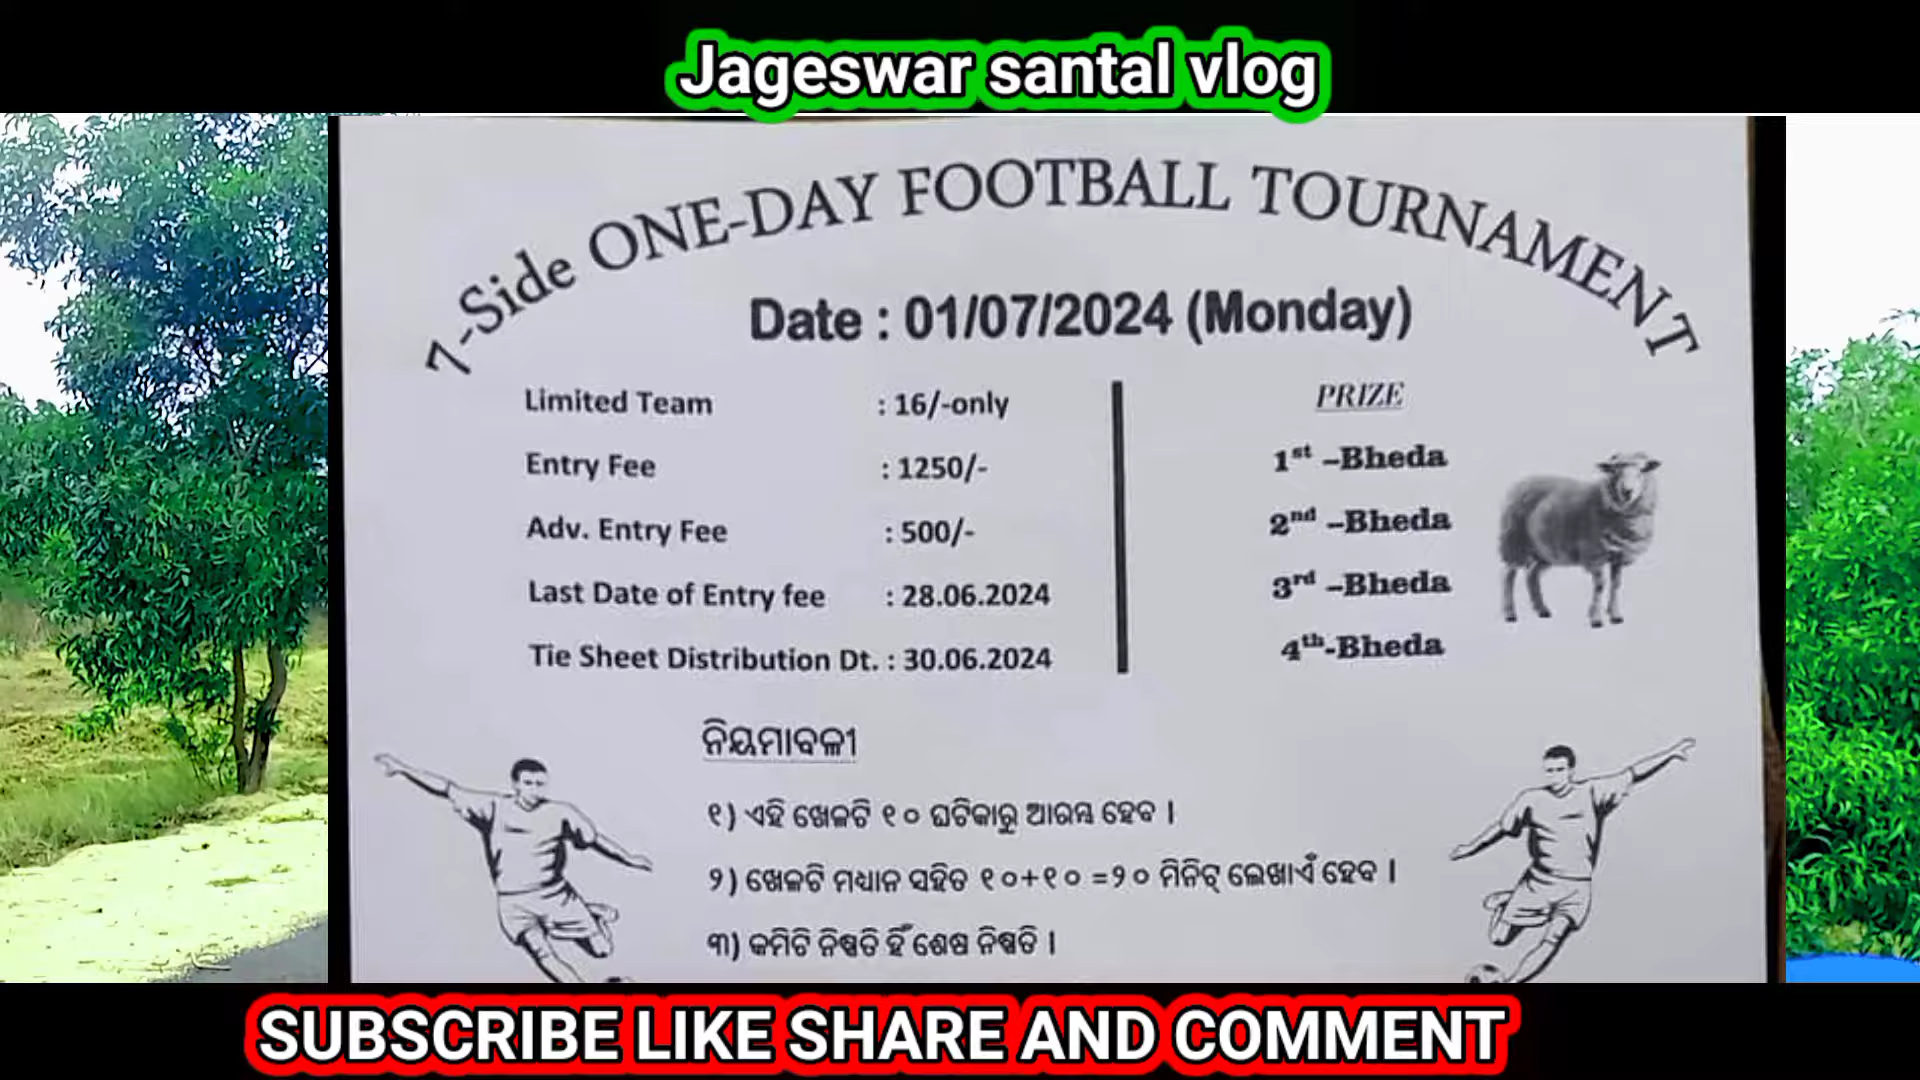 Jageswar santal vlog
7-Side ONE-DAY FOOTBALL TOURNAMENT
Date : 01/07/2024 (Monday)
Limited Team : 16/-only
Entry Fee : 1250/-
Adv. Entry Fee : 500/-
Last Date of Entry fee : 28.06.2024
Tie Sheet Distribution Dt. : 30.06.2024
PRIZE
1st –Bheda
2nd –Bheda
3rd –Bheda
4th-Bheda
ନିୟମାବଳୀ
୧) ଏହି ଖେଳଟି ୧୦ ଘଟିକାରୁ ଆରମ୍ଭ ହେବ ।
୨) ଖେଳଟି ମଧ୍ୟାନ ସହିତ ୧୦+୧୦ =୨୦ ମିନିଟ୍ ଲେଖାଏଁ ହେବ ।
୩) କମିଟି ନିଷ୍ପତି ହିଁ ଶେଷ ନିଷ୍ପତି ।
SUBSCRIBE LIKE SHARE AND COMMENT